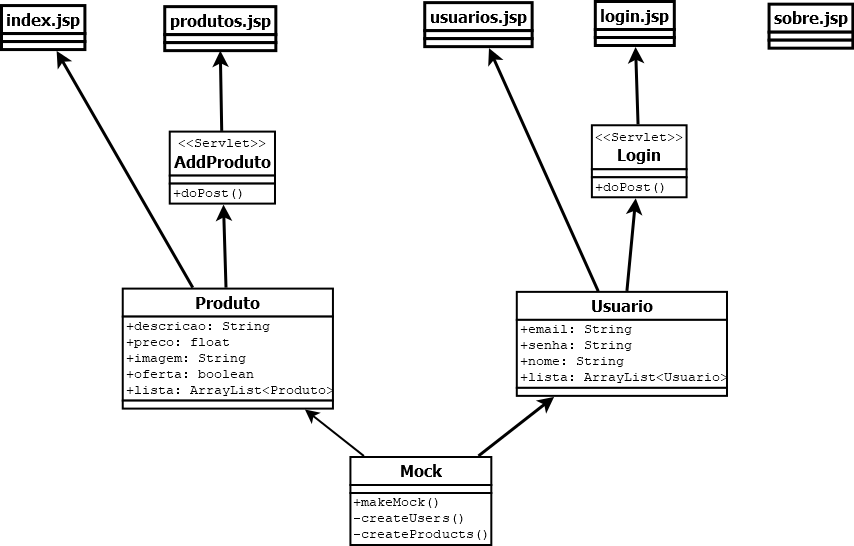 index.jsp
produtos.jsp
usuarios.jsp
login.jsp
sobre.jsp
<<Servlet>>
AddProduto
+doPost()
<<Servlet>>
Login
+doPost()
Produto
+descricao: String
+preco: float
+imagem: String
+oferta: boolean
+lista: ArrayList<Produto>
Usuario
+email: String
+senha: String
+nome: String
+lista: ArrayList<Usuario>
Mock
+makeMock()
-createUsers()
-createProducts()